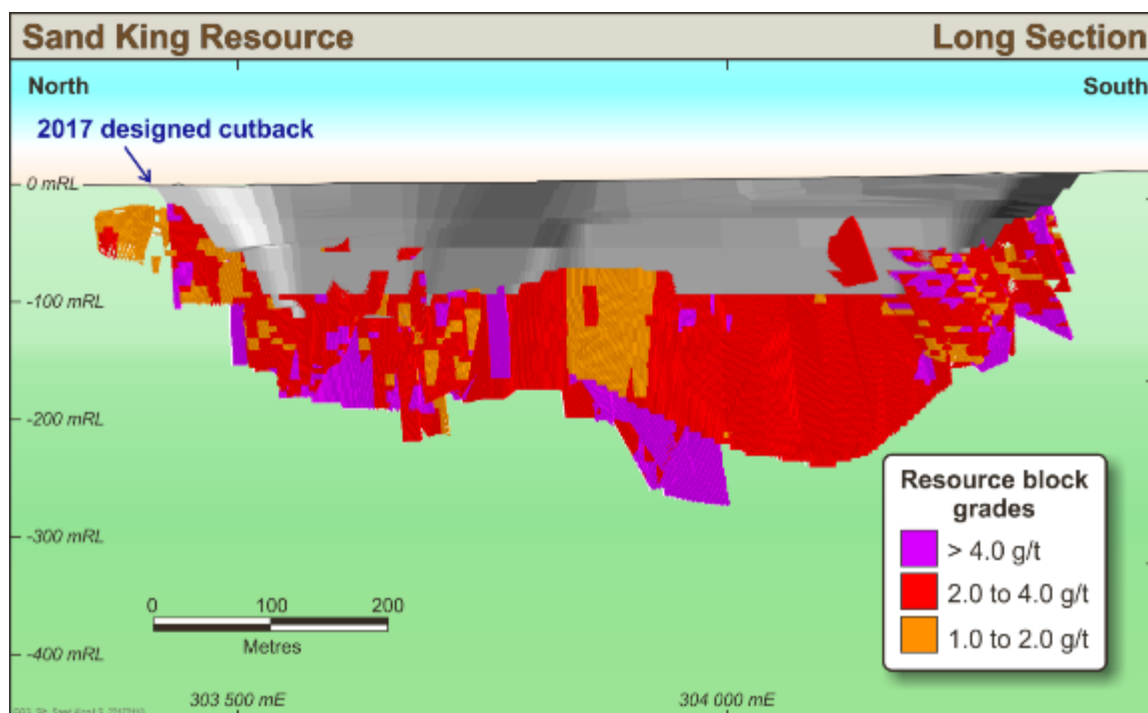 Sand King Resource
Long Section
North
South
2017 designed cutback
0 mRL
-100 mRL
-200 mRL
-300 mRL
-400 mRL
Resource block
grades
> 4.0 g/t
2.0 to 4.0 g/t
1.0 to 2.0 g/t
0
100
200
Metres
303 500 mE
304 000 mE